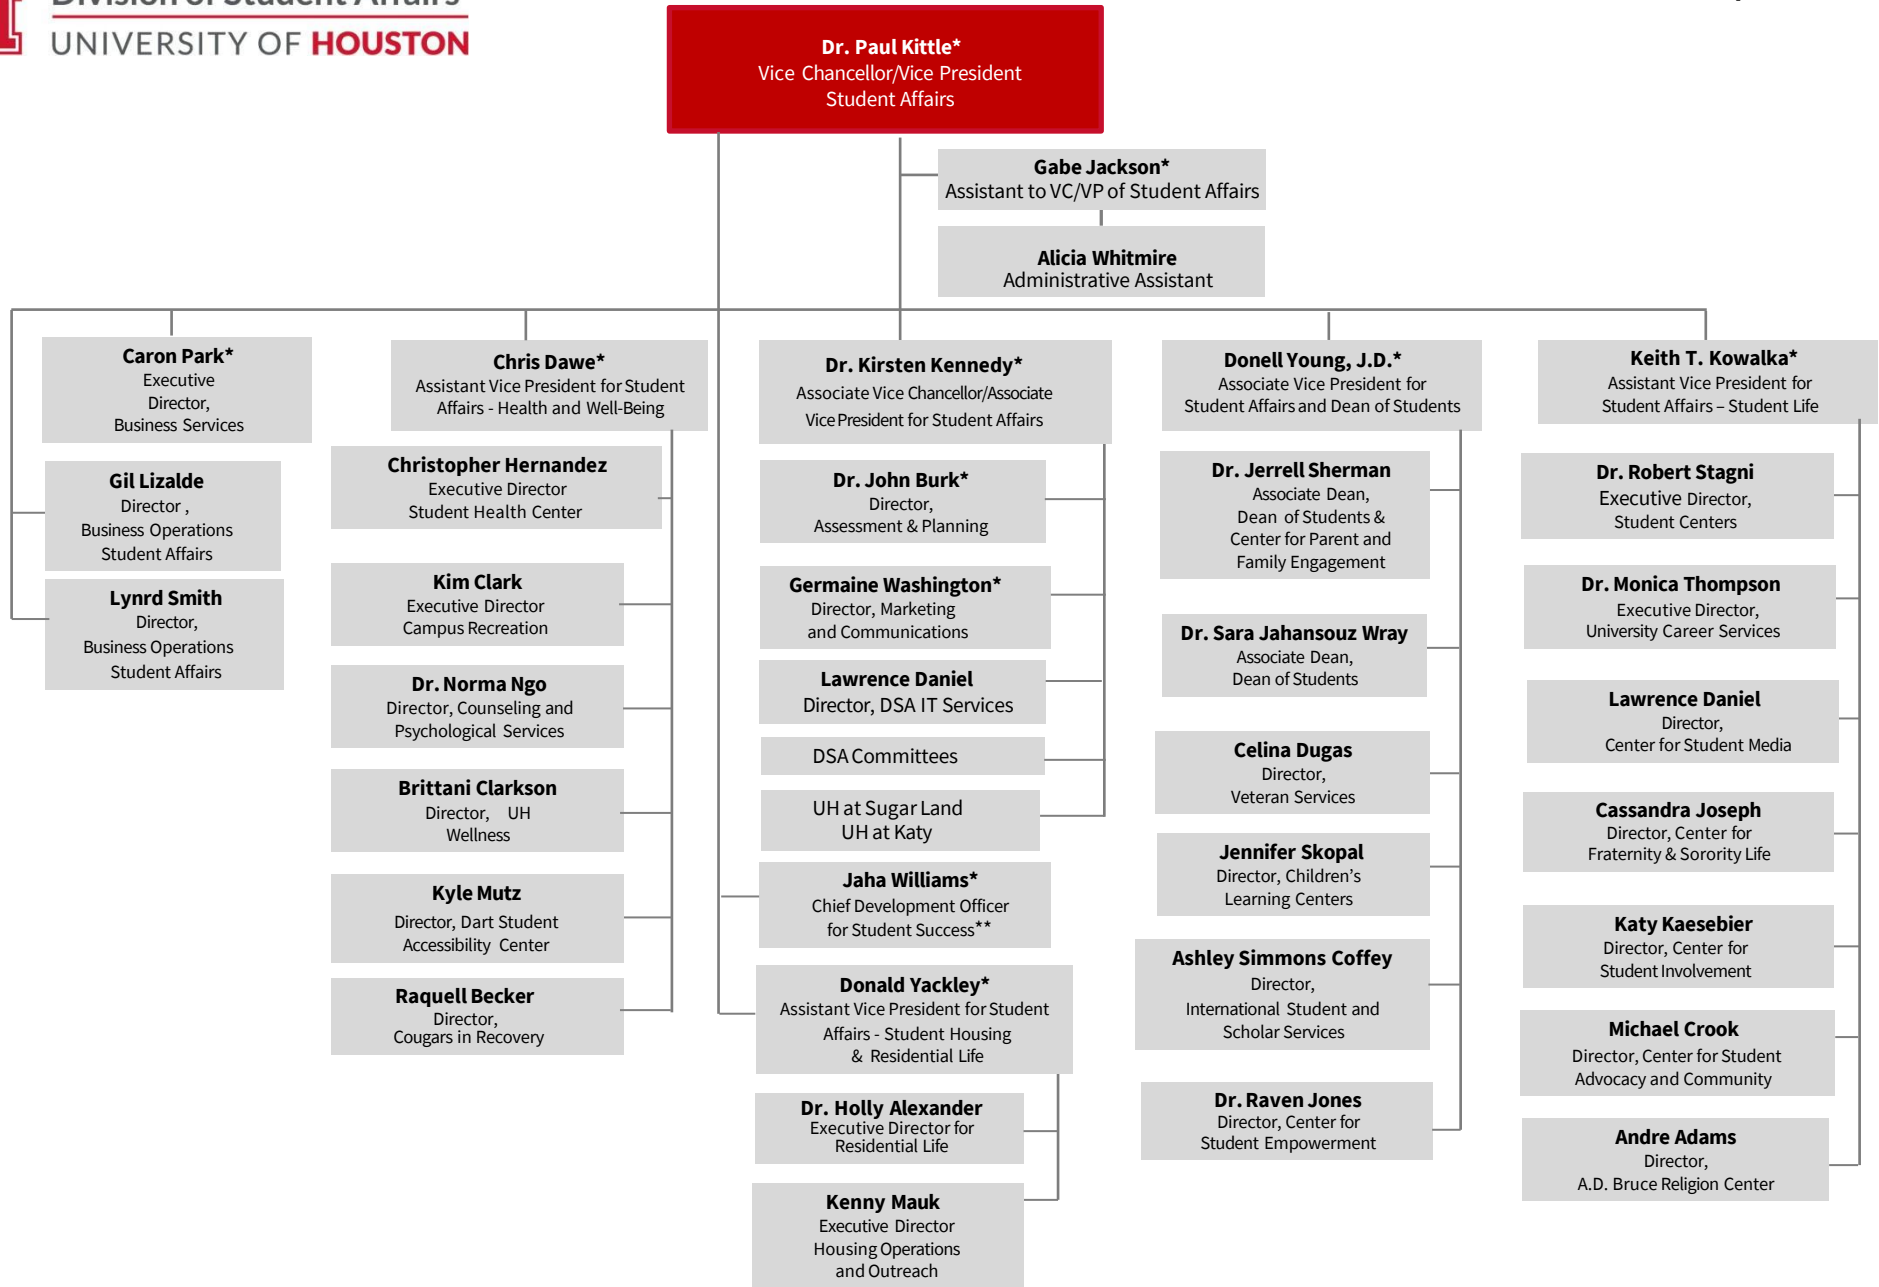 Division of Student Affairs
UNIVERSITY OF HOUSTON
Dr. Paul Kittle*
Vice Chancellor/Vice President
Student Affairs
Gabe Jackson*
Assistant to VC/VP of Student Affairs
Alicia Whitmire
Administrative Assistant
Caron Park*
Executive
Director,
Business Services
Gil Lizalde
Director ,
Business Operations
Student Affairs
Lynrd Smith
Director,
Business Operations
Student Affairs
Chris Dawe*
Assistant Vice President for Student
Affairs - Health and Well-Being
Christopher Hernandez
Executive Director
Student Health Center
Kim Clark
Executive Director
Campus Recreation
Dr. Norma Ngo
Director, Counseling and
Psychological Services
Brittani Clarkson
Director, UH
Wellness
Kyle Mutz
Director, Dart Student
Accessibility Center
Raquell Becker
Director,
Cougars in Recovery
Dr. Kirsten Kennedy*
Associate Vice Chancellor/Associate
Vice President for Student Affairs
Dr. John Burk*
Director,
Assessment & Planning
Germaine Washington*
Director, Marketing
and Communications
Lawrence Daniel
Director, DSA IT Services
DSA Committees
UH at Sugar Land
UH at Katy
Jaha Williams*
Chief Development Officer
for Student Success**
Donald Yackley*
Assistant Vice President for Student
Affairs - Student Housing
& Residential Life
Dr. Holly Alexander
Executive Director for
Residential Life
Kenny Mauk
Executive Director
Housing Operations
and Outreach
Donell Young, J.D.*
Associate Vice President for
Student Affairs and Dean of Students
Dr. Jerrell Sherman
Associate Dean,
Dean of Students &
Center for Parent and
Family Engagement
Dr. Sara Jahansouz Wray
Associate Dean,
Dean of Students
Celina Dugas
Director,
Veteran Services
Jennifer Skopal
Director, Children's
Learning Centers
Ashley Simmons Coffey
Director,
International Student and
Scholar Services
Dr. Raven Jones
Director, Center for
Student Empowerment
Keith T. Kowalka*
Assistant Vice President for
Student Affairs – Student Life
Dr. Robert Stagni
Executive Director,
Student Centers
Dr. Monica Thompson
Executive Director,
University Career Services
Lawrence Daniel
Director,
Center for Student Media
Cassandra Joseph
Director, Center for
Fraternity & Sorority Life
Katy Kaesebier
Director, Center for
Student Involvement
Michael Crook
Director, Center for Student
Advocacy and Community
Andre Adams
Director,
A.D. Bruce Religion Center